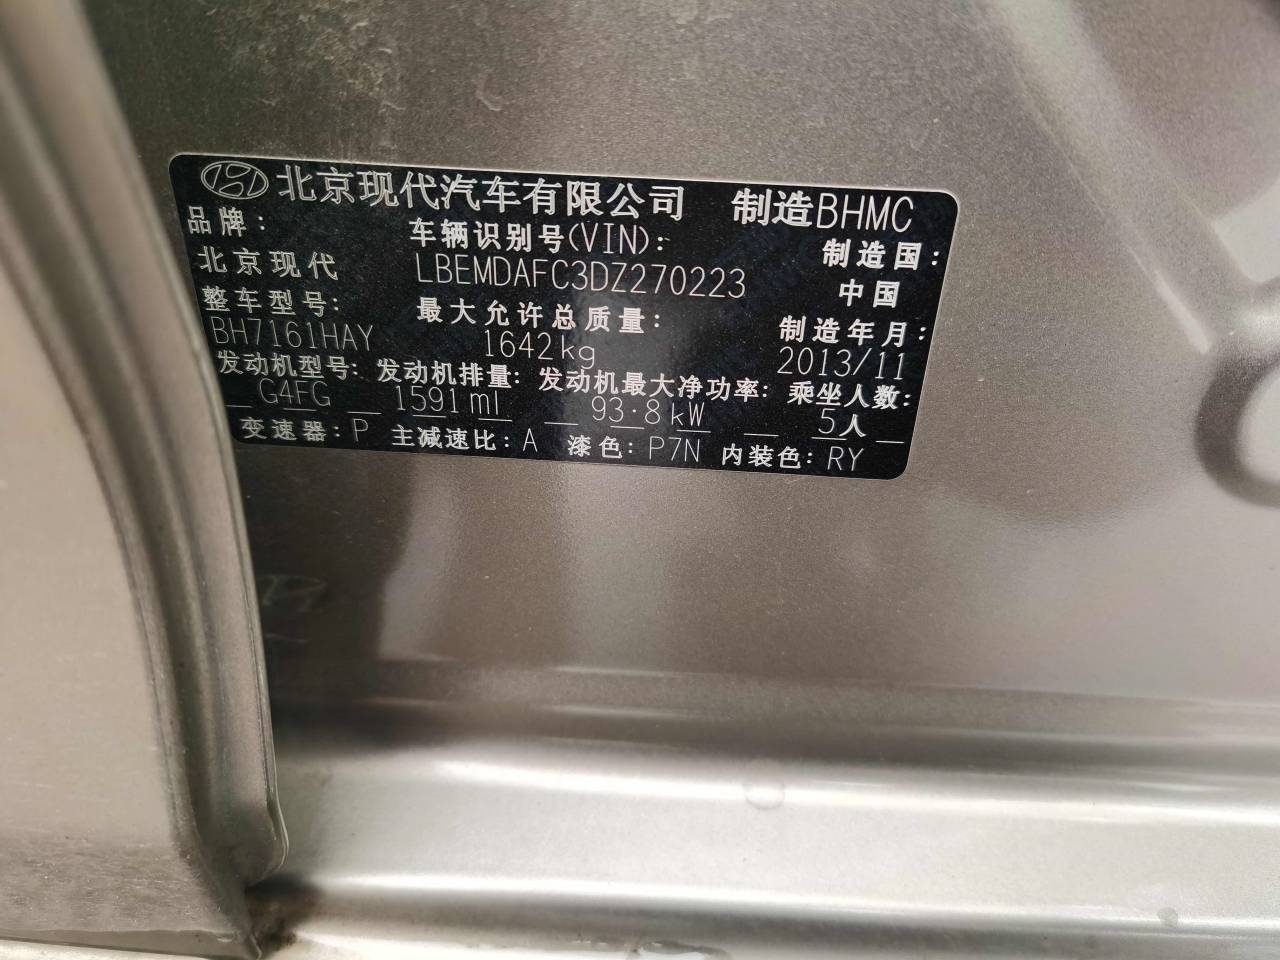 北京现代汽车有限公司 制造BHMC
品牌: 车辆识别号(VIN): 制造国:
北京现代 LBEMDAFC3DZ270223 中国
整车型号: 最大允许总质量: 制造年月:
BH7161HAY 1642kg 2013/11
发动机型号: 发动机排量: 发动机最大净功率: 乘坐人数:
G4FG 1591ml 93.8kW 5人
变速器:P 主减速比:A 漆色:P7N 内装色:RY